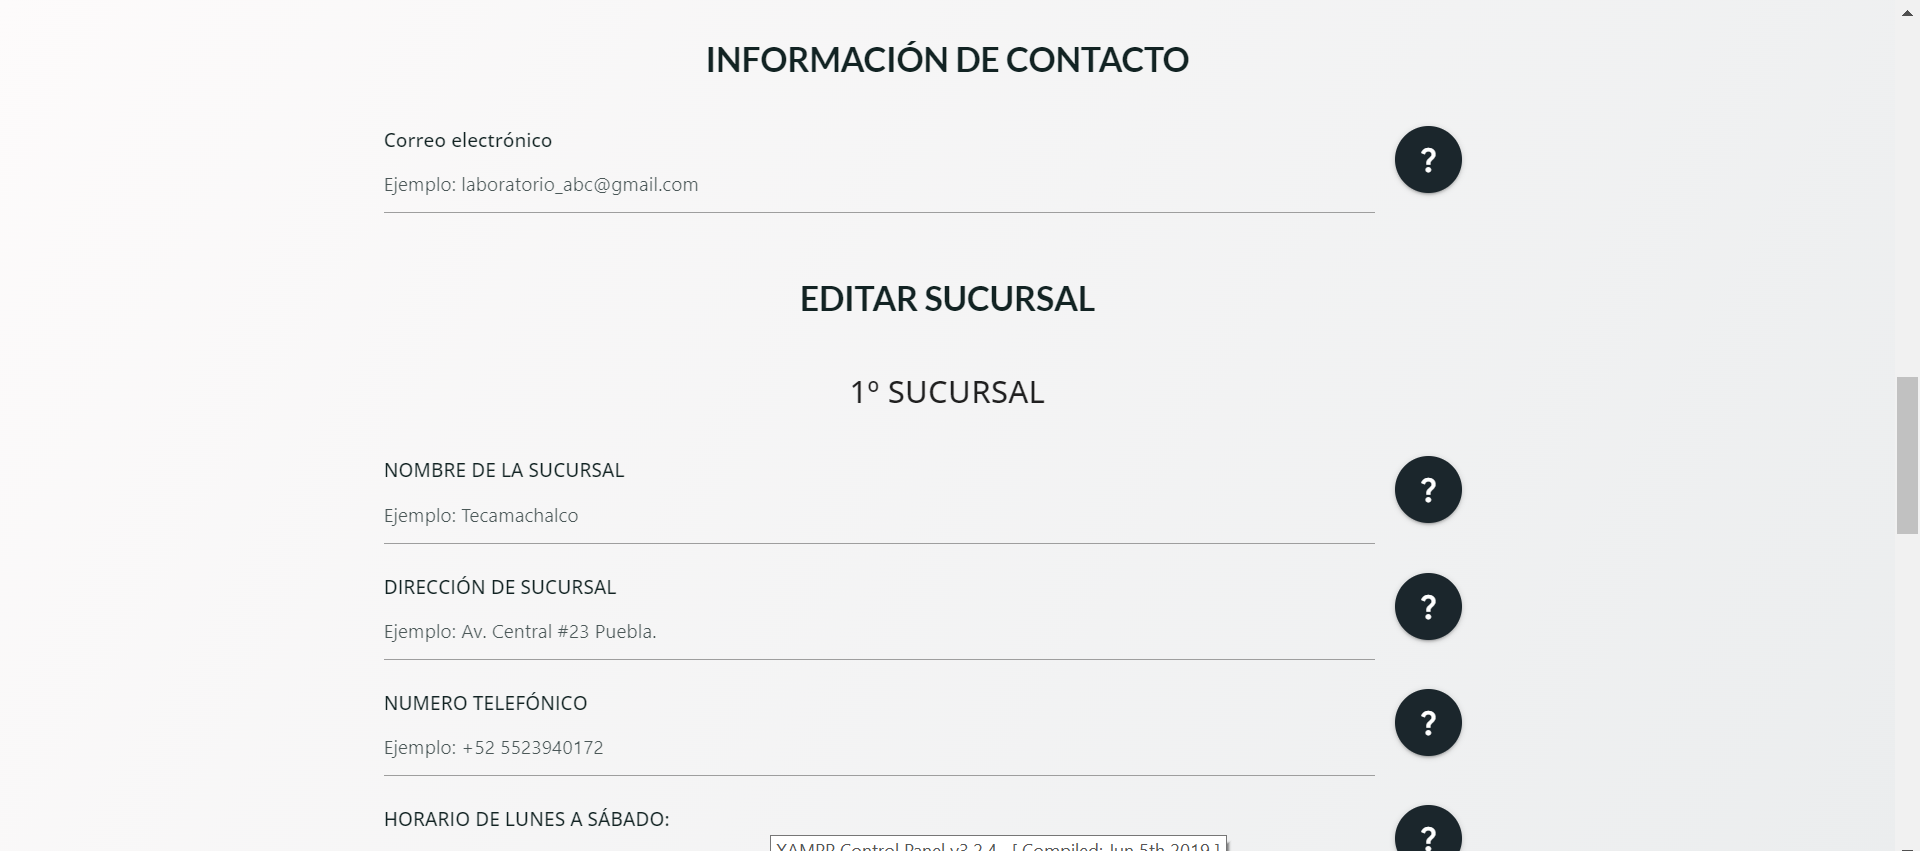 INFORMACIÓN DE CONTACTO
Correo electrónico
?
Ejemplo: laboratorio_abc@gmail.com
EDITAR SUCURSAL
1º SUCURSAL
NOMBRE DE LA SUCURSAL
?
Ejemplo: Tecamachalco
DIRECCIÓN DE SUCURSAL
?
Ejemplo: Av. Central #23 Puebla.
NUMERO TELEFÓNICO
?
Ejemplo: +52 5523940172
HORARIO DE LUNES A SÁBADO:
?
XAMPP Control Panel v3.2.4 [ Compiled: Jun 5th 2019 ]